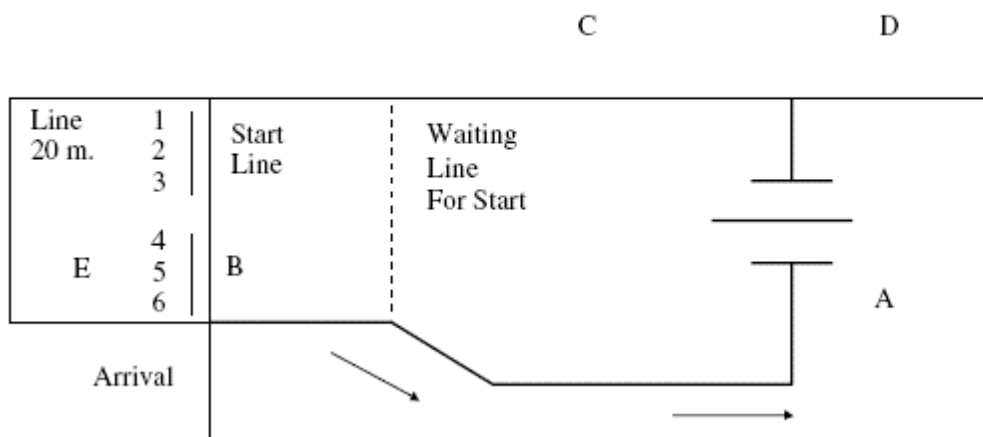 C
D
Line
20 m.
1
2
3
Start
Line
Waiting
Line
For Start
E
4
5
6
B
A
Arrival